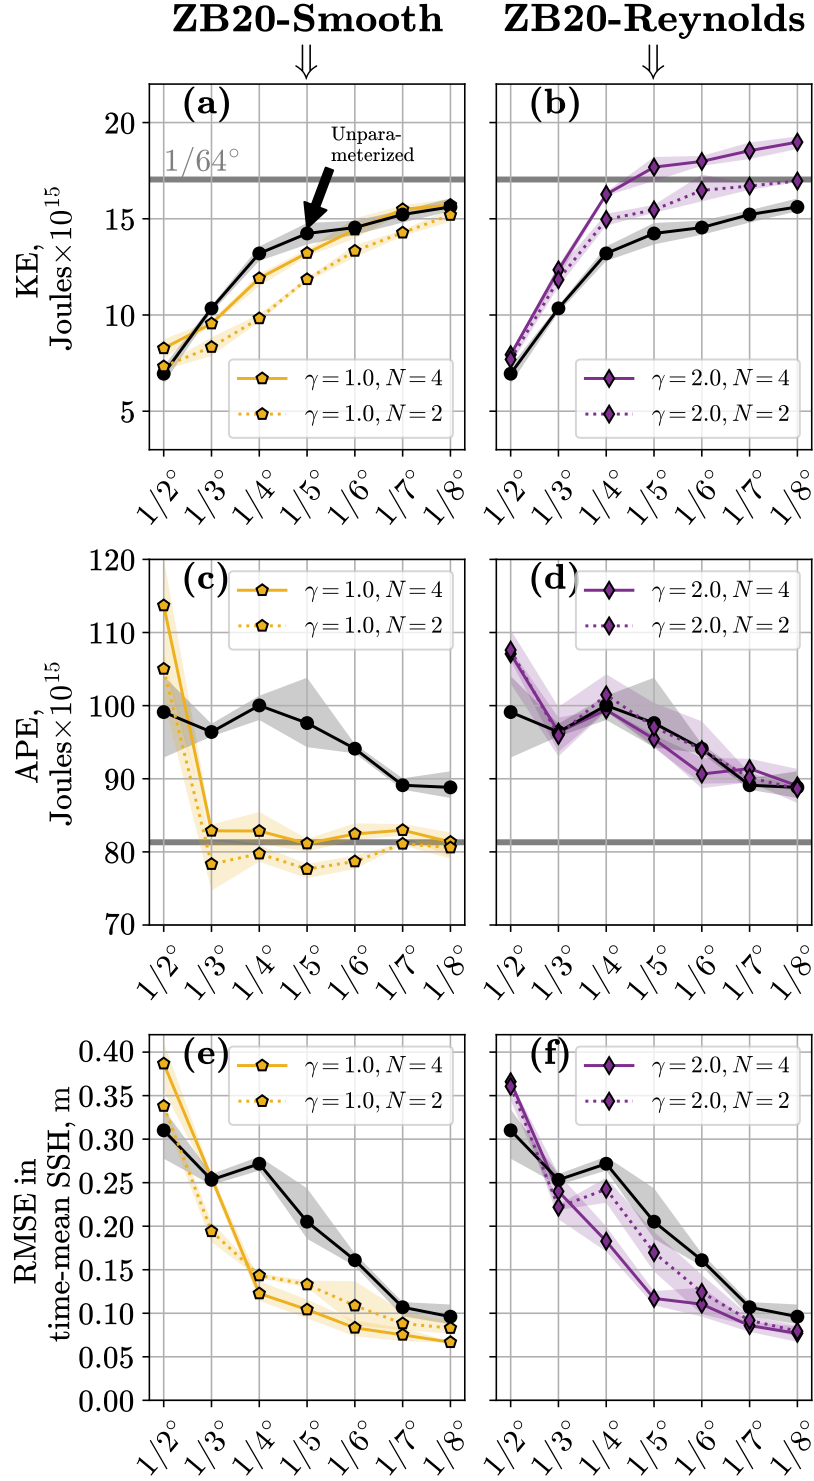 ZB20-Smooth ZB20-Reynolds
⇓ ⇓
(a) (b)
KE,
Joules×10^15
20
15
10
5
1/64°
Unpara-
meterized
γ = 1.0, N = 4
γ = 1.0, N = 2
γ = 2.0, N = 4
γ = 2.0, N = 2
1/2° 1/3° 1/4° 1/5° 1/6° 1/7° 1/8°
1/2° 1/3° 1/4° 1/5° 1/6° 1/7° 1/8°
(c) (d)
APE,
Joules×10^15
120
110
100
90
80
70
γ = 1.0, N = 4
γ = 1.0, N = 2
γ = 2.0, N = 4
γ = 2.0, N = 2
1/2° 1/3° 1/4° 1/5° 1/6° 1/7° 1/8°
1/2° 1/3° 1/4° 1/5° 1/6° 1/7° 1/8°
(e) (f)
RMSE in
time-mean SSH, m
0.40
0.35
0.30
0.25
0.20
0.15
0.10
0.05
0.00
γ = 1.0, N = 4
γ = 1.0, N = 2
γ = 2.0, N = 4
γ = 2.0, N = 2
1/2° 1/3° 1/4° 1/5° 1/6° 1/7° 1/8°
1/2° 1/3° 1/4° 1/5° 1/6° 1/7° 1/8°